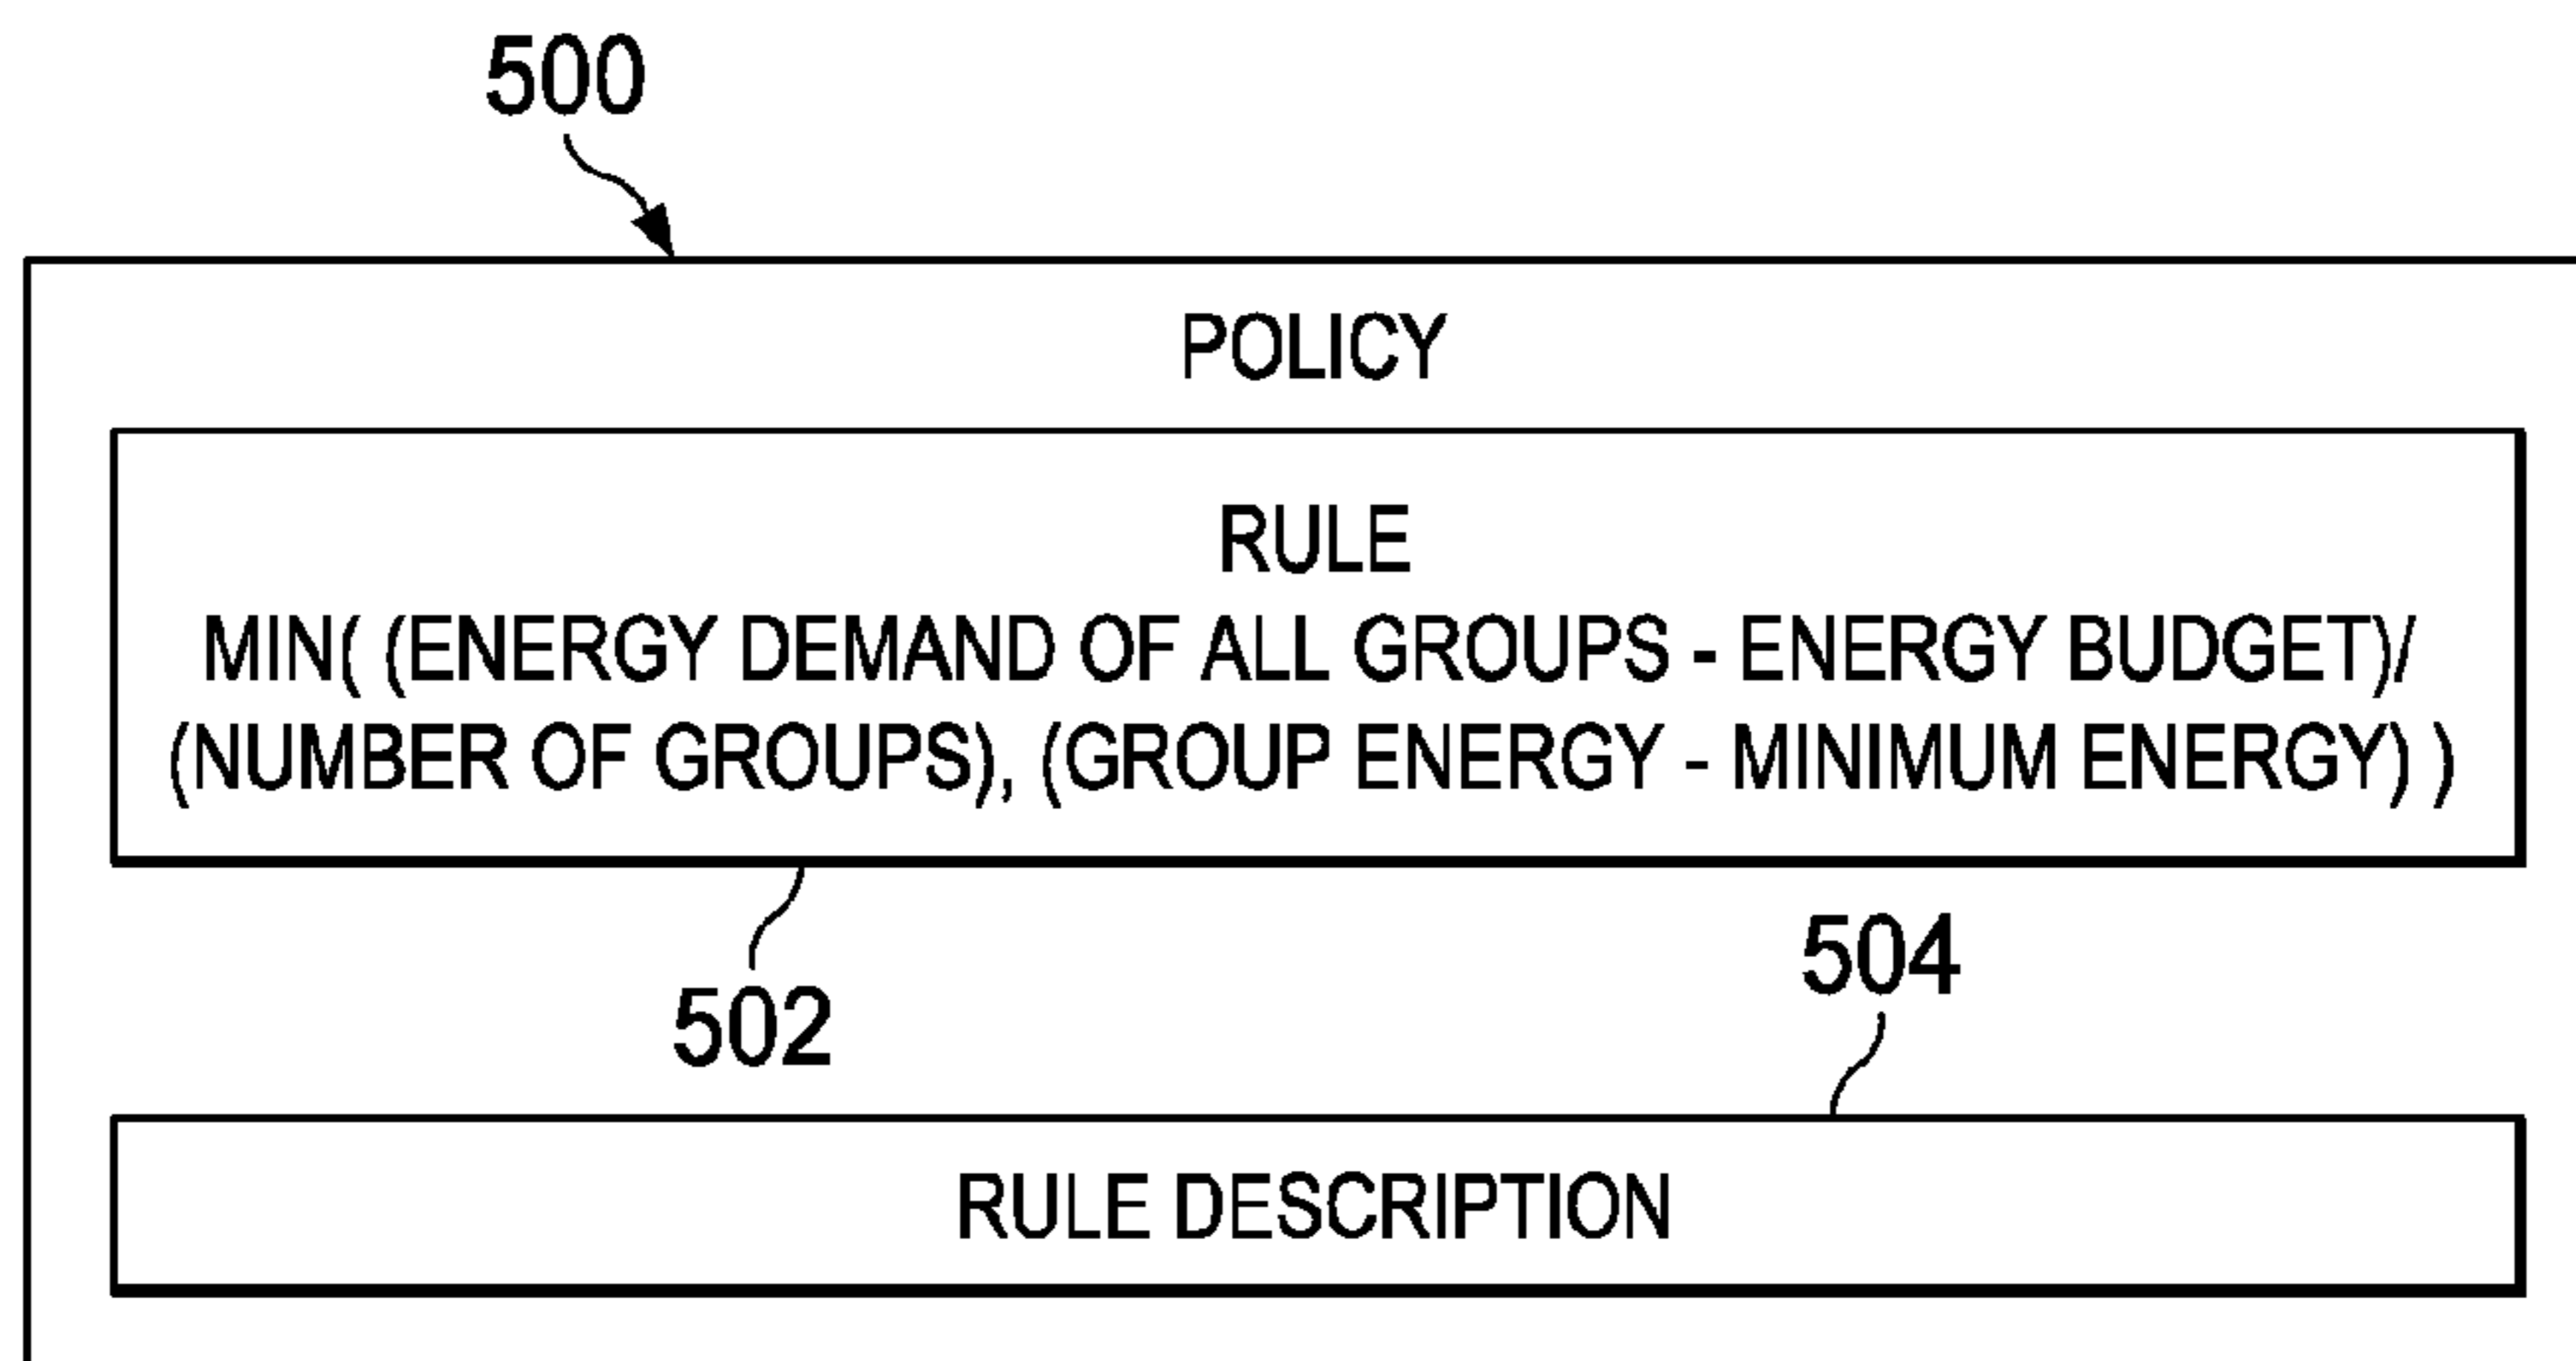 500
POLICY
RULE
MIN( (ENERGY DEMAND OF ALL GROUPS - ENERGY BUDGET)/
(NUMBER OF GROUPS), (GROUP ENERGY - MINIMUM ENERGY) )
502
504
RULE DESCRIPTION